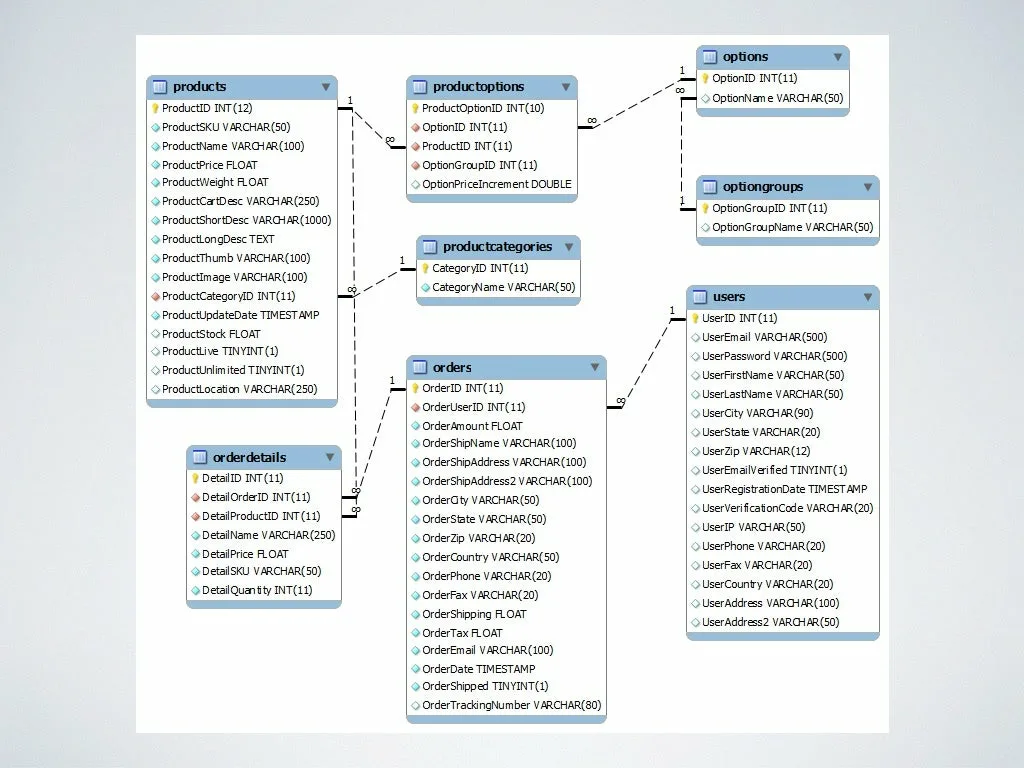 products
ProductID INT(12)
ProductSKU VARCHAR(50)
ProductName VARCHAR(100)
ProductPrice FLOAT
ProductWeight FLOAT
ProductCartDesc VARCHAR(250)
ProductShortDesc VARCHAR(1000)
ProductLongDesc TEXT
ProductThumb VARCHAR(100)
ProductImage VARCHAR(100)
ProductCategoryID INT(11)
ProductUpdateDate TIMESTAMP
ProductStock FLOAT
ProductLive TINYINT(1)
ProductUnlimited TINYINT(1)
ProductLocation VARCHAR(250)
1
∞
∞
productoptions
ProductOptionID INT(10)
OptionID INT(11)
ProductID INT(11)
OptionGroupID INT(11)
OptionPriceIncrement DOUBLE
∞
1
∞
options
OptionID INT(11)
OptionName VARCHAR(50)
1
optiongroups
OptionGroupID INT(11)
OptionGroupName VARCHAR(50)
1
productcategories
CategoryID INT(11)
CategoryName VARCHAR(50)
orderdetails
DetailID INT(11)
DetailOrderID INT(11)
DetailProductID INT(11)
DetailName VARCHAR(250)
DetailPrice FLOAT
DetailSKU VARCHAR(50)
DetailQuantity INT(11)
∞
∞
1
orders
OrderID INT(11)
OrderUserID INT(11)
OrderAmount FLOAT
OrderShipName VARCHAR(100)
OrderShipAddress VARCHAR(100)
OrderShipAddress2 VARCHAR(100)
OrderCity VARCHAR(50)
OrderState VARCHAR(50)
OrderZip VARCHAR(20)
OrderCountry VARCHAR(50)
OrderPhone VARCHAR(20)
OrderFax VARCHAR(20)
OrderShipping FLOAT
OrderTax FLOAT
OrderEmail VARCHAR(100)
OrderDate TIMESTAMP
OrderShipped TINYINT(1)
OrderTrackingNumber VARCHAR(80)
∞
1
users
UserID INT(11)
UserEmail VARCHAR(500)
UserPassword VARCHAR(500)
UserFirstName VARCHAR(50)
UserLastName VARCHAR(50)
UserCity VARCHAR(90)
UserState VARCHAR(20)
UserZip VARCHAR(12)
UserEmailVerified TINYINT(1)
UserRegistrationDate TIMESTAMP
UserVerificationCode VARCHAR(20)
UserIP VARCHAR(50)
UserPhone VARCHAR(20)
UserFax VARCHAR(20)
UserCountry VARCHAR(20)
UserAddress VARCHAR(100)
UserAddress2 VARCHAR(50)